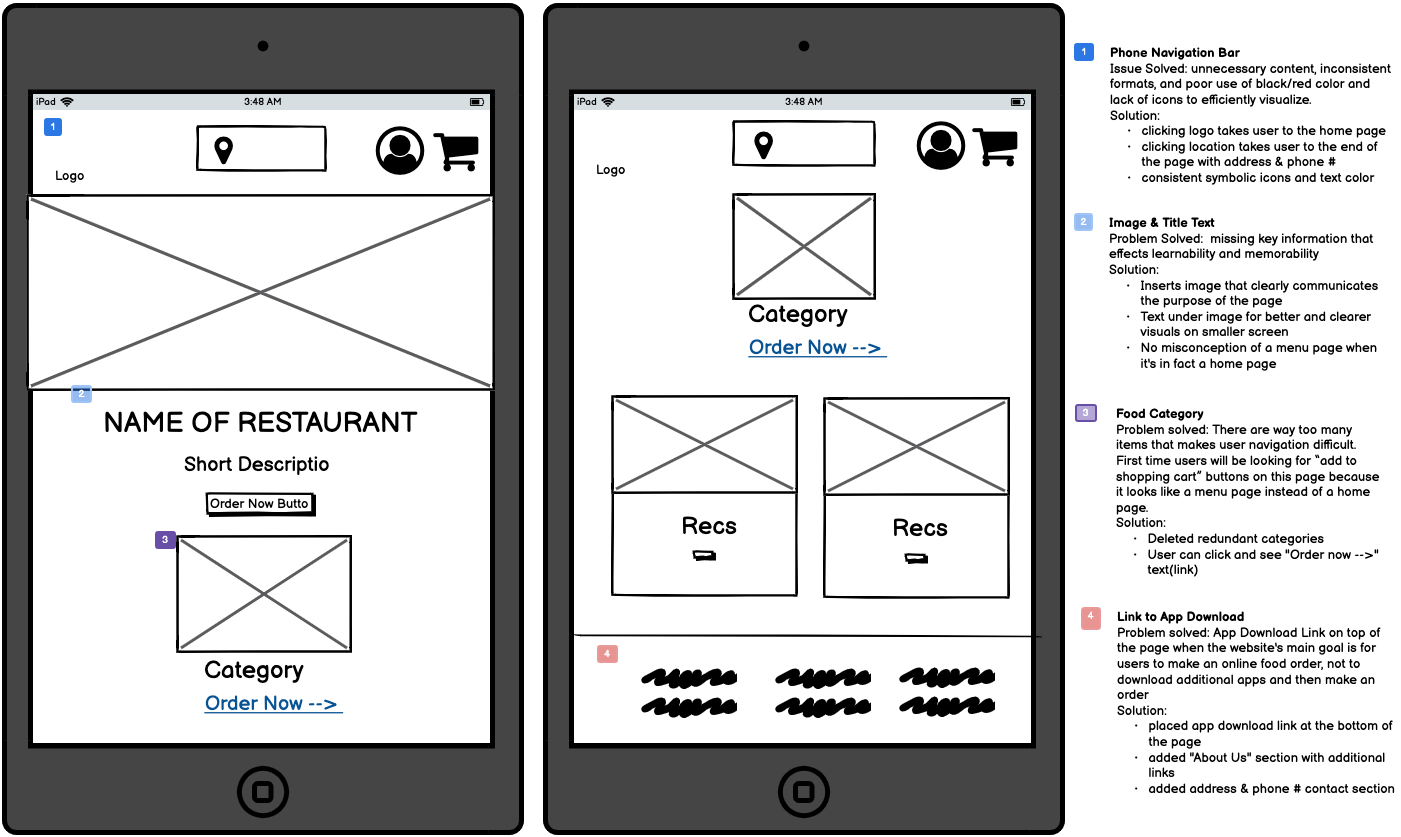 iPad
3:48 AM
1
Logo
2
NAME OF RESTAURANT
Short Descriptio
Order Now Butto
3
Category
Order Now -->
iPad
3:48 AM
Logo
Category
Order Now -->
Recs
Recs
4
1
Phone Navigation Bar
Issue Solved: unnecessary content, inconsistent
formats, and poor use of black/red color and
lack of icons to efficiently visualize.
Solution:
· clicking logo takes user to the home page
· clicking location takes user to the end of
the page with address & phone #
· consistent symbolic icons and text color
2
Image & Title Text
Problem Solved:  missing key information that
effects learnability and memorability
Solution:
· Inserts image that clearly communicates
the purpose of the page
· Text under image for better and clearer
visuals on smaller screen
· No misconception of a menu page when
it's in fact a home page
3
Food Category
Problem solved: There are way too many
items that makes user navigation difficult.
First time users will be looking for “add to
shopping cart” buttons on this page because
it looks like a menu page instead of a home
page.
Solution:
· Deleted redundant categories
· User can click and see "Order now -->"
text(link)
4
Link to App Download
Problem solved: App Download Link on top of
the page when the website's main goal is for
users to make an online food order, not to
download additional apps and then make an
order
Solution:
· placed app download link at the bottom of
the page
· added "About Us" section with additional
links
· added address & phone # contact section